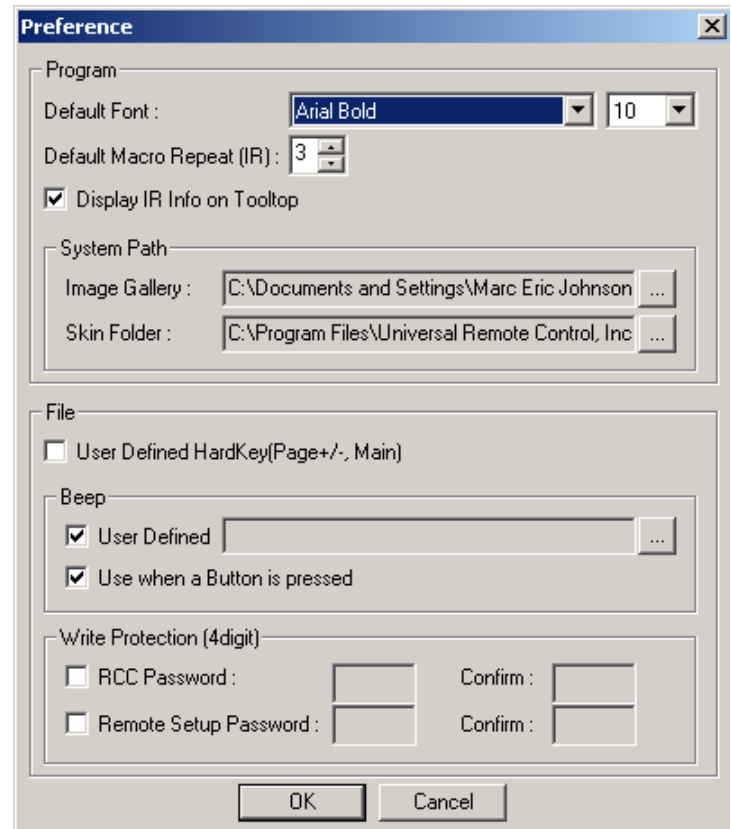 Preference
Program
Default Font : Arial Bold 10
Default Macro Repeat (IR) : 3
Display IR Info on Tooltop
System Path
Image Gallery : C:\Documents and Settings\Marc Eric Johnson ...
Skin Folder : C:\Program Files\Universal Remote Control, Inc ...
File
User Defined HardKey(Page+/-, Main)
Beep
User Defined ...
Use when a Button is pressed
Write Protection (4digit)
RCC Password : Confirm :
Remote Setup Password : Confirm :
OK Cancel